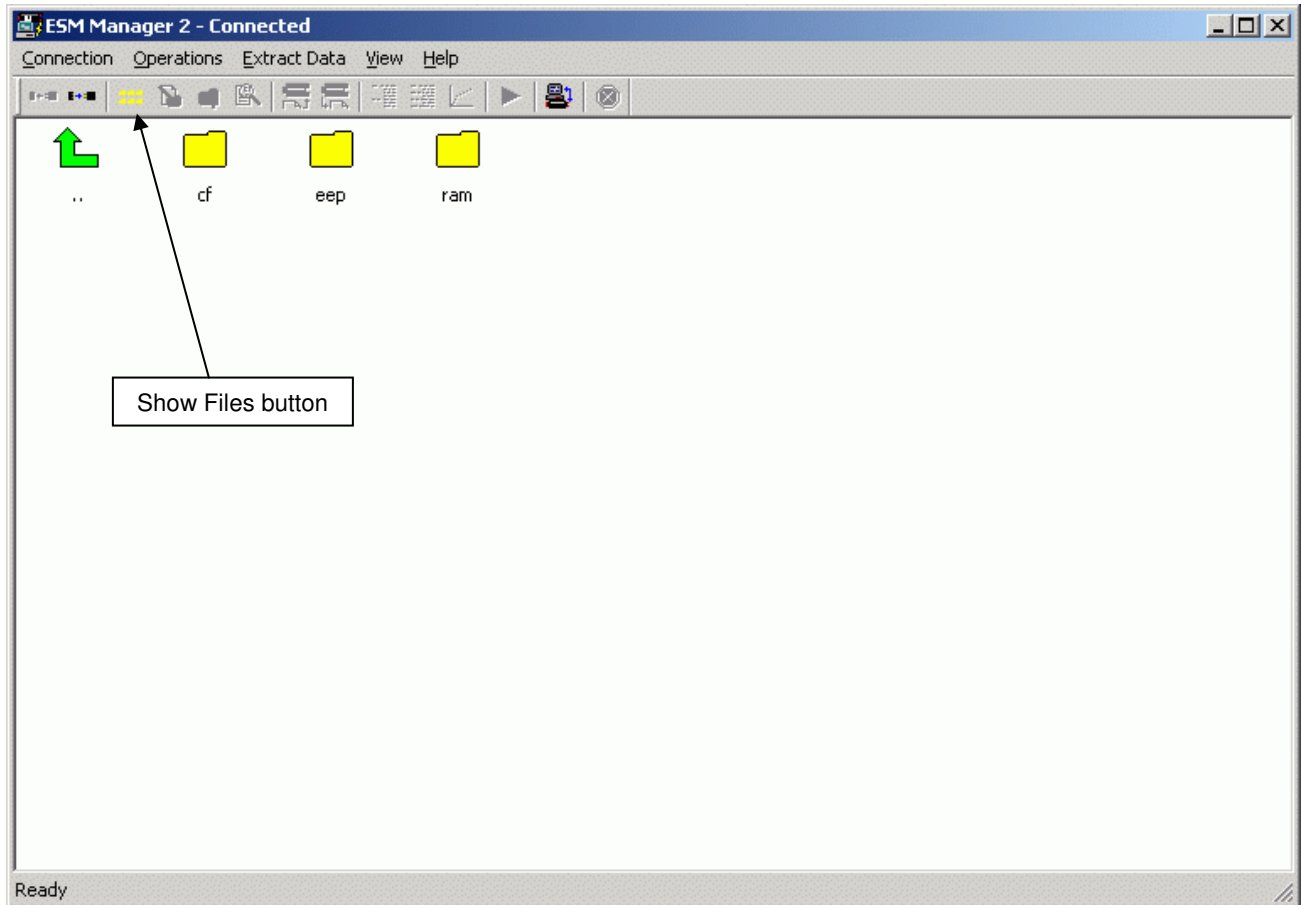 ESM Manager 2 - Connected
Connection Operations Extract Data View Help
.. cf eep ram
Show Files button
Ready